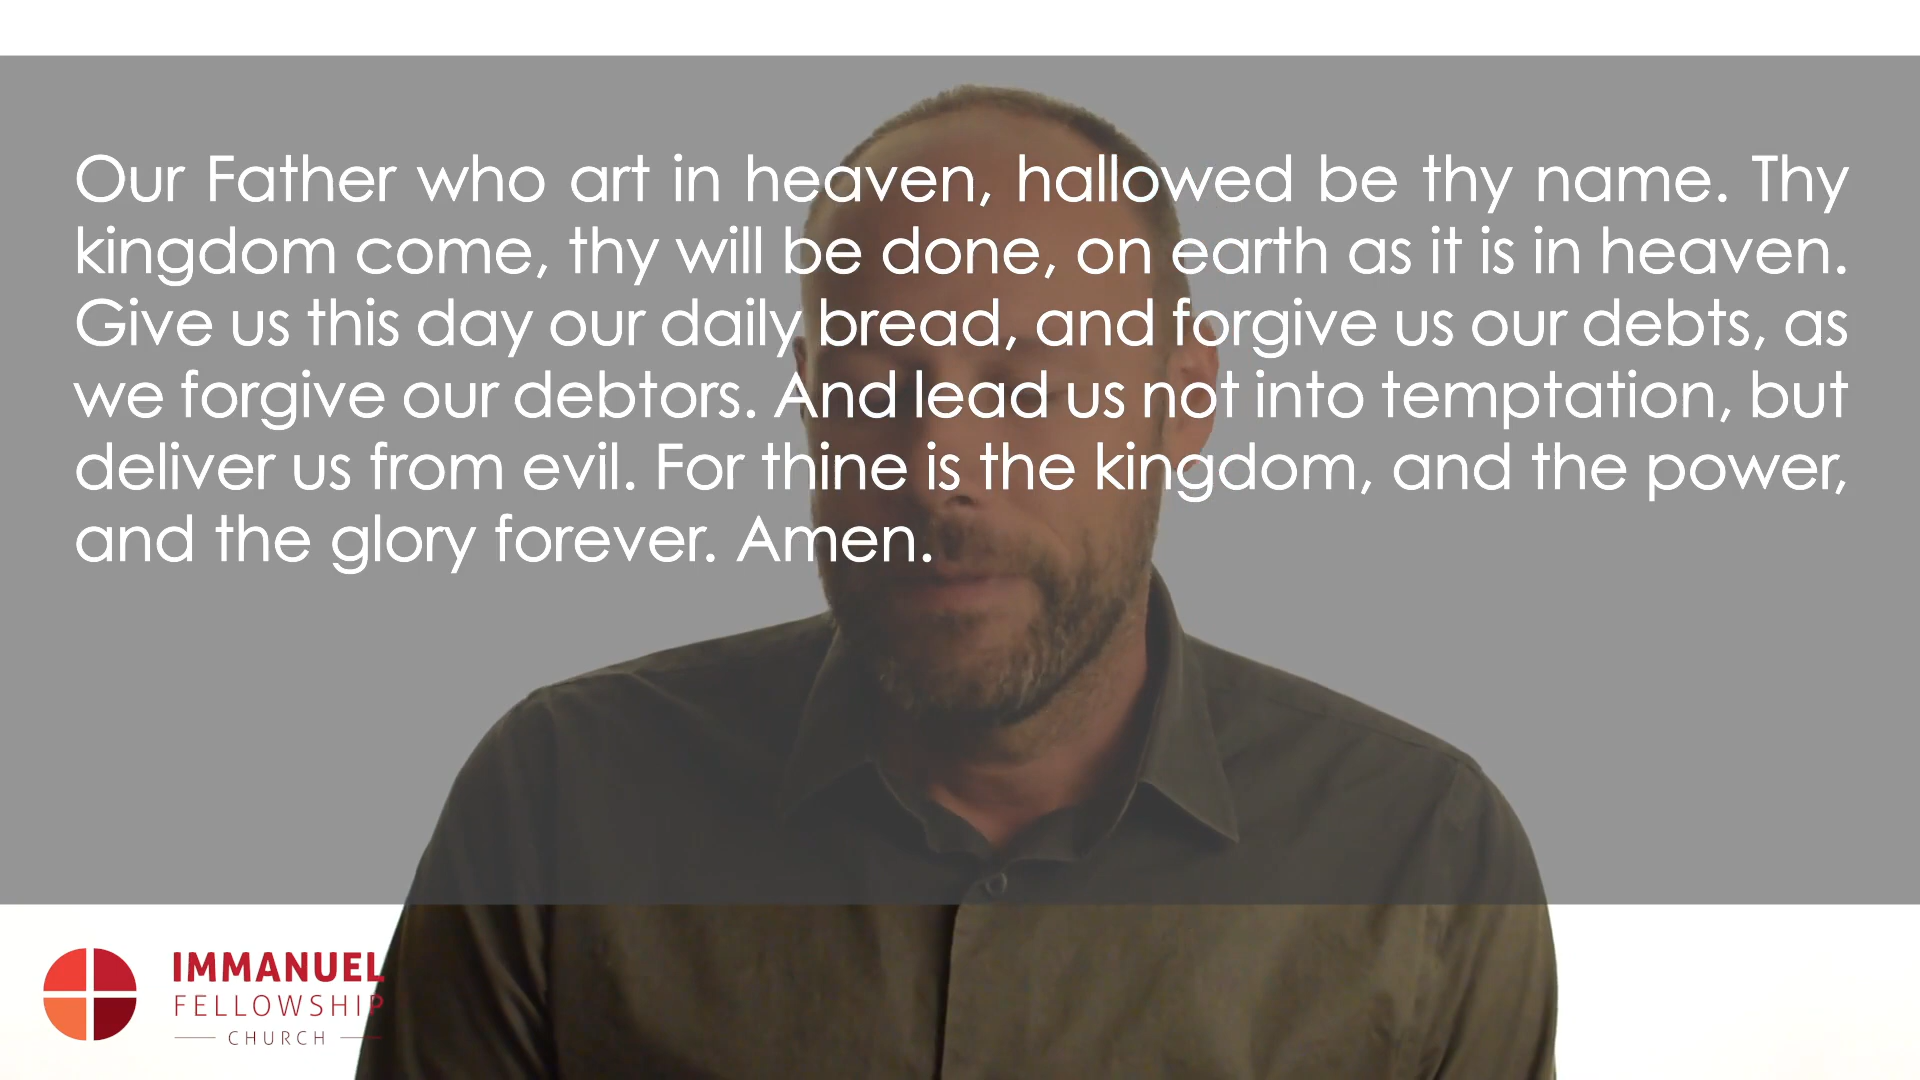 Our Father who art in heaven, hallowed be thy name. Thy
kingdom come, thy will be done, on earth as it is in heaven.
Give us this day our daily bread, and forgive us our debts, as
we forgive our debtors. And lead us not into temptation, but
deliver us from evil. For thine is the kingdom, and the power,
and the glory forever. Amen.
IMMANUEL
FELLOWSHIP
CHURCH